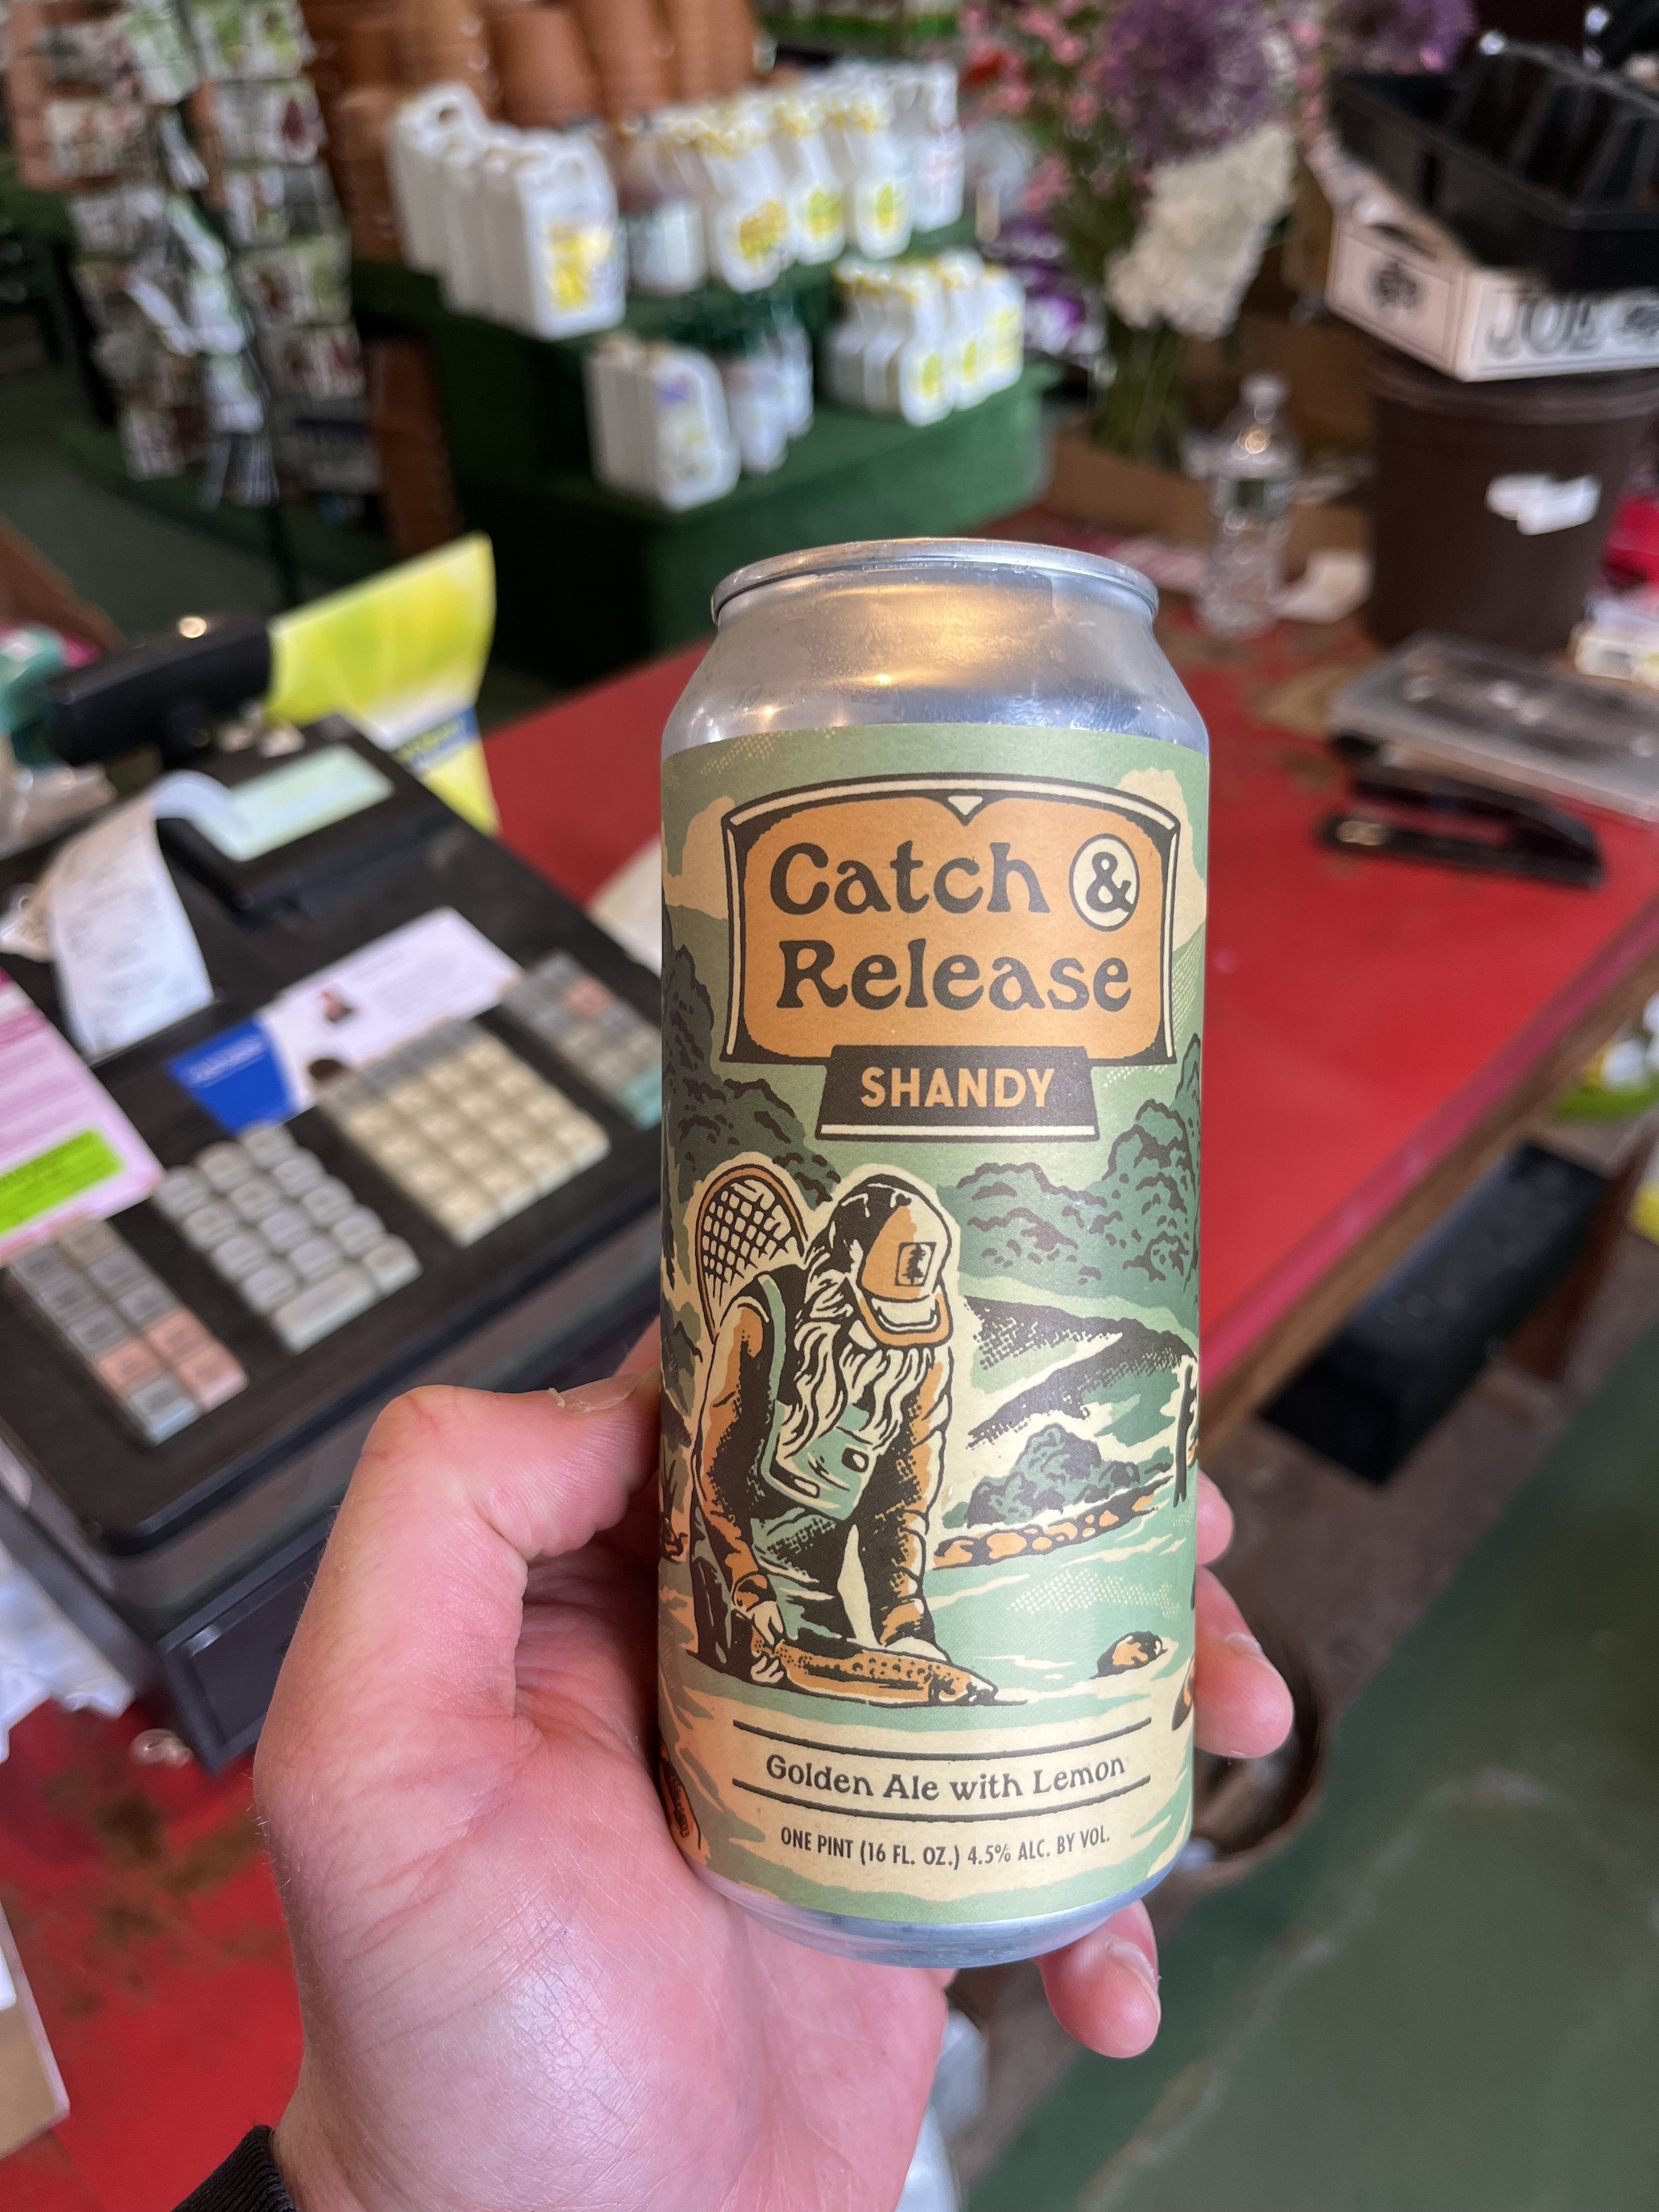 Catch &
Release
SHANDY
Golden Ale with Lemon
ONE PINT (16 FL. OZ.) 4.5% ALC. BY VOL.